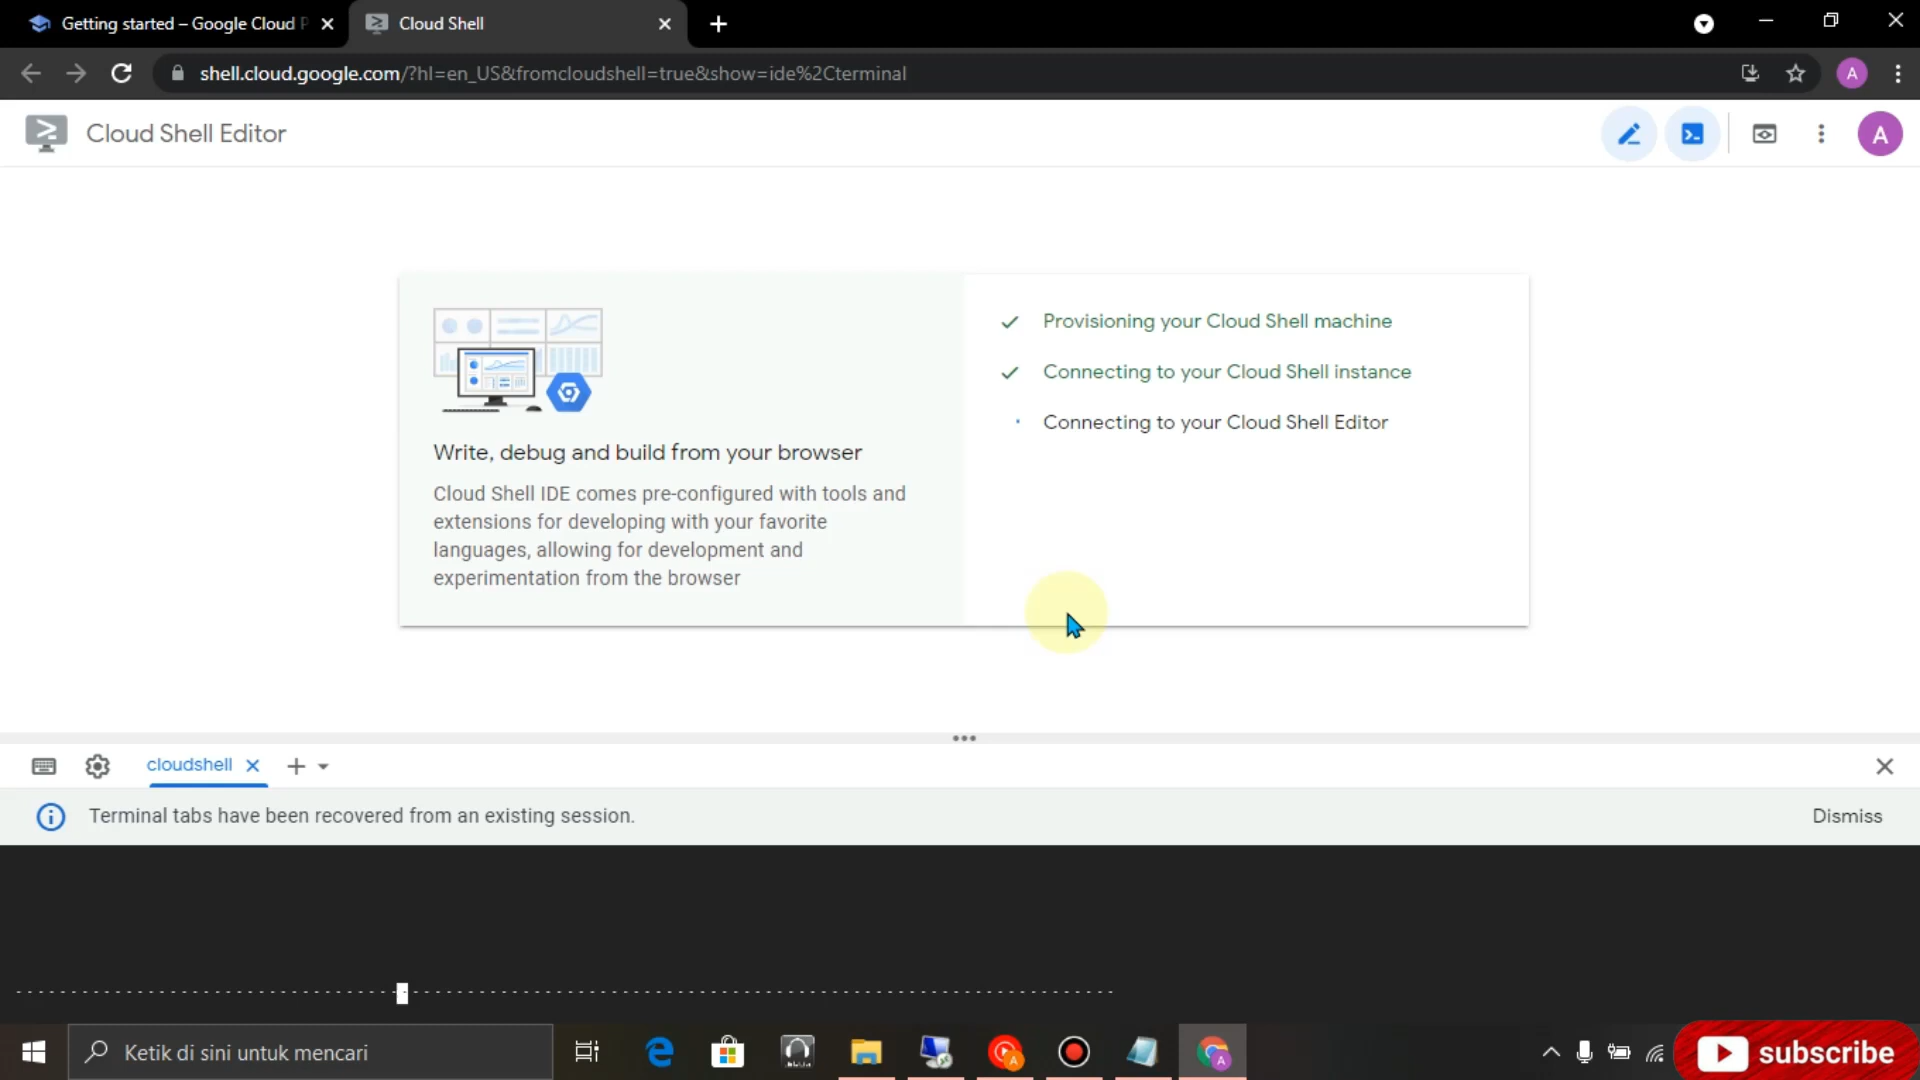 Getting started – Google Cloud P
Cloud Shell
shell.cloud.google.com/?hl=en_US&fromcloudshell=true&show=ide%2Cterminal
A
Cloud Shell Editor
A
Write, debug and build from your browser
Cloud Shell IDE comes pre-configured with tools and
extensions for developing with your favorite
languages, allowing for development and
experimentation from the browser
Provisioning your Cloud Shell machine
Connecting to your Cloud Shell instance
Connecting to your Cloud Shell Editor
cloudshell
Terminal tabs have been recovered from an existing session.
Dismiss
Ketik di sini untuk mencari
A
A
subscribe